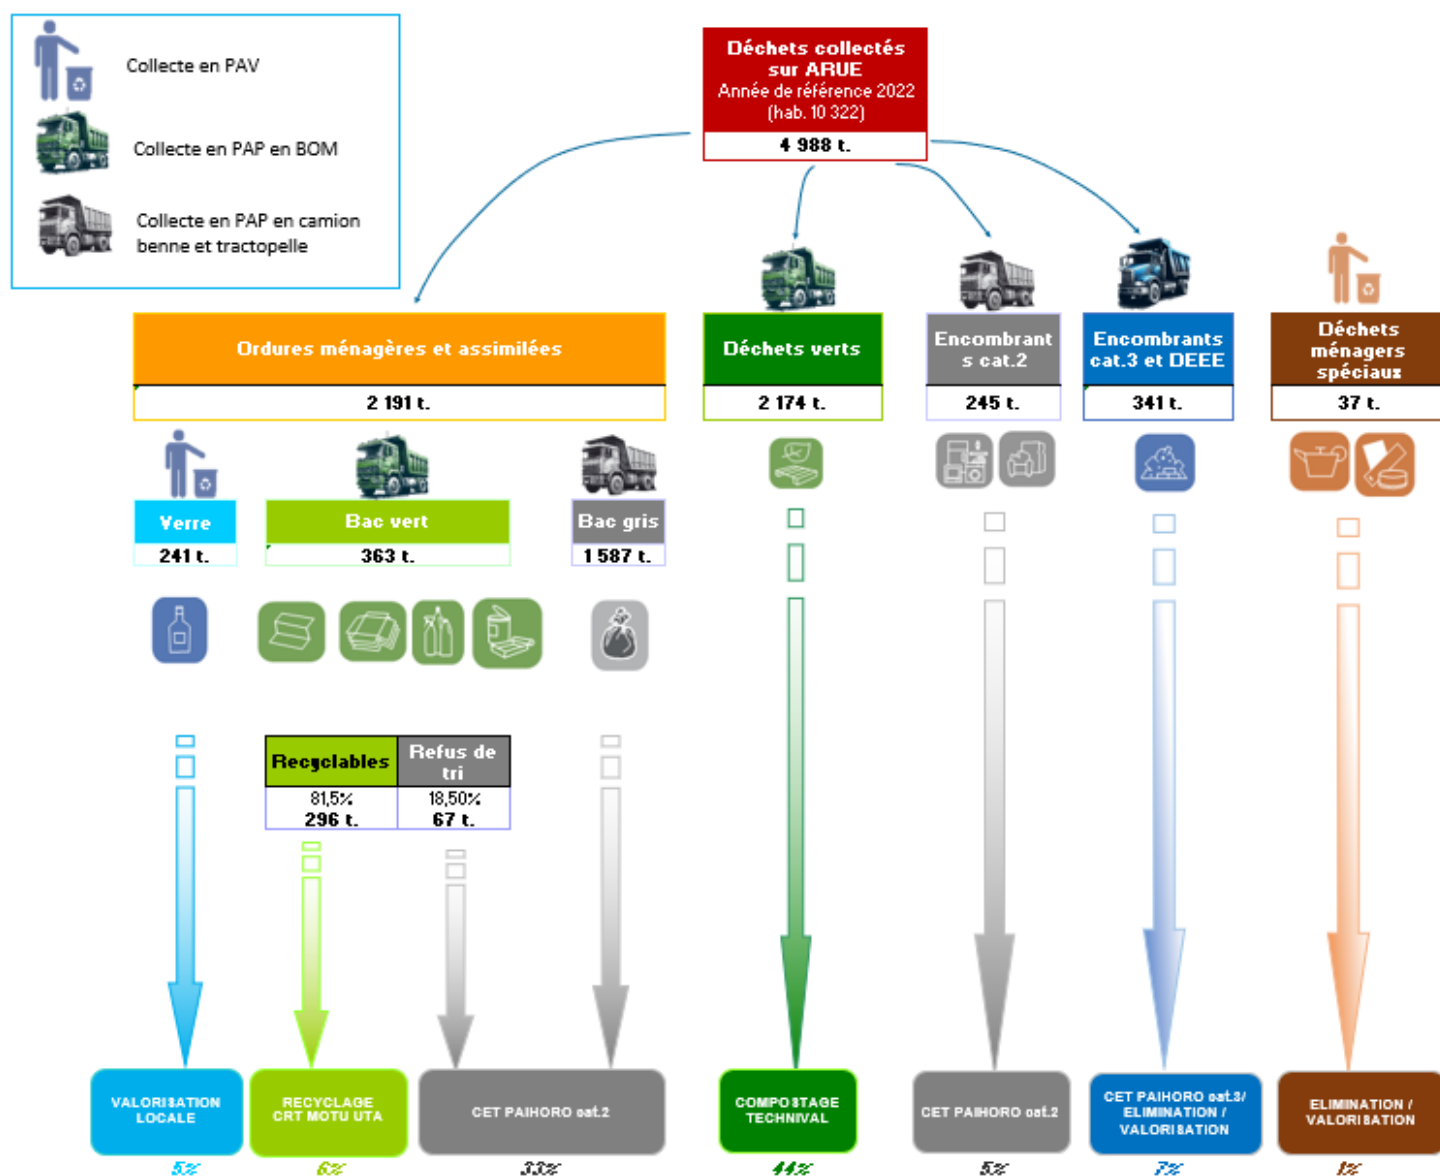 Collecte en PAV
Collecte en PAP en BOM
Collecte en PAP en camion
benne et tractopelle
Déchets collectés
sur ARUE
Année de référence 2022
(hab. 10 322)
4 988 t.
Ordures ménagères et assimilées
2 191 t.
Déchets verts
2 174 t.
Encombrant
s cat.2
245 t.
Encombrants
cat.3 et DEEE
341 t.
Déchets
ménagers
spéciaux
37 t.
Verre
241 t.
Bac vert
363 t.
Bac gris
1 587 t.
Recyclables
81,5%
296 t.
Refus de
tri
18,50%
67 t.
VALORISATION
LOCALE
5%
RECYCLAGE
CRT MOTU UTA
6%
CET PAIHORO cat.2
33%
COMPOSTAGE
TECHNIVAL
44%
CET PAIHORO cat.2
5%
CET PAIHORO cat.3/
ELIMINATION /
VALORISATION
7%
ELIMINATION /
VALORISATION
1%